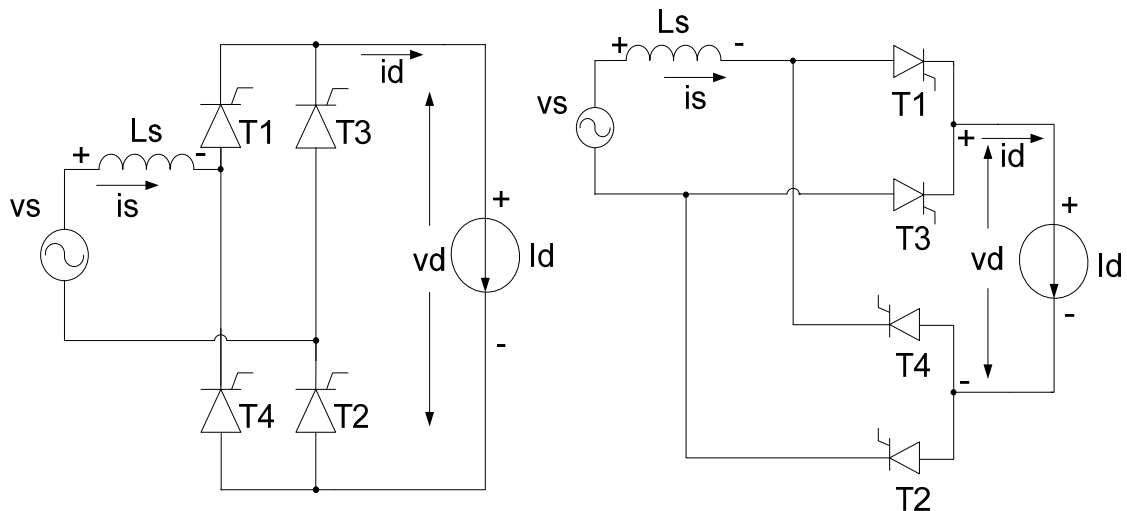 id
T1
T3
Ls
+ -
is
vs
+
vd
Id
-
T4
T2
Ls
+ -
is
vs
T1
+
id
T3
+
vd
Id
-
T4
-
T2